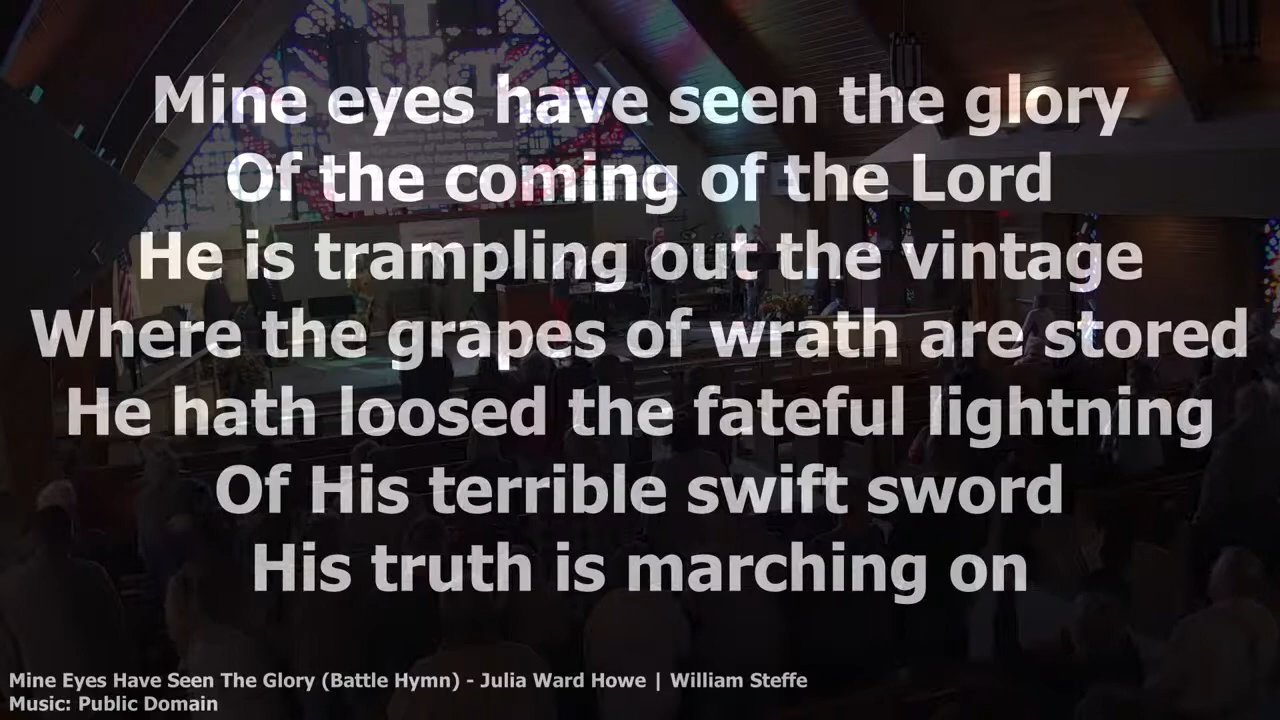 Mine eyes have seen the glory
Of the coming of the Lord
He is trampling out the vintage
Where the grapes of wrath are stored
He hath loosed the fateful lightning
Of His terrible swift sword
His truth is marching on
Mine Eyes Have Seen The Glory (Battle Hymn) - Julia Ward Howe | William Steffe
Music: Public Domain